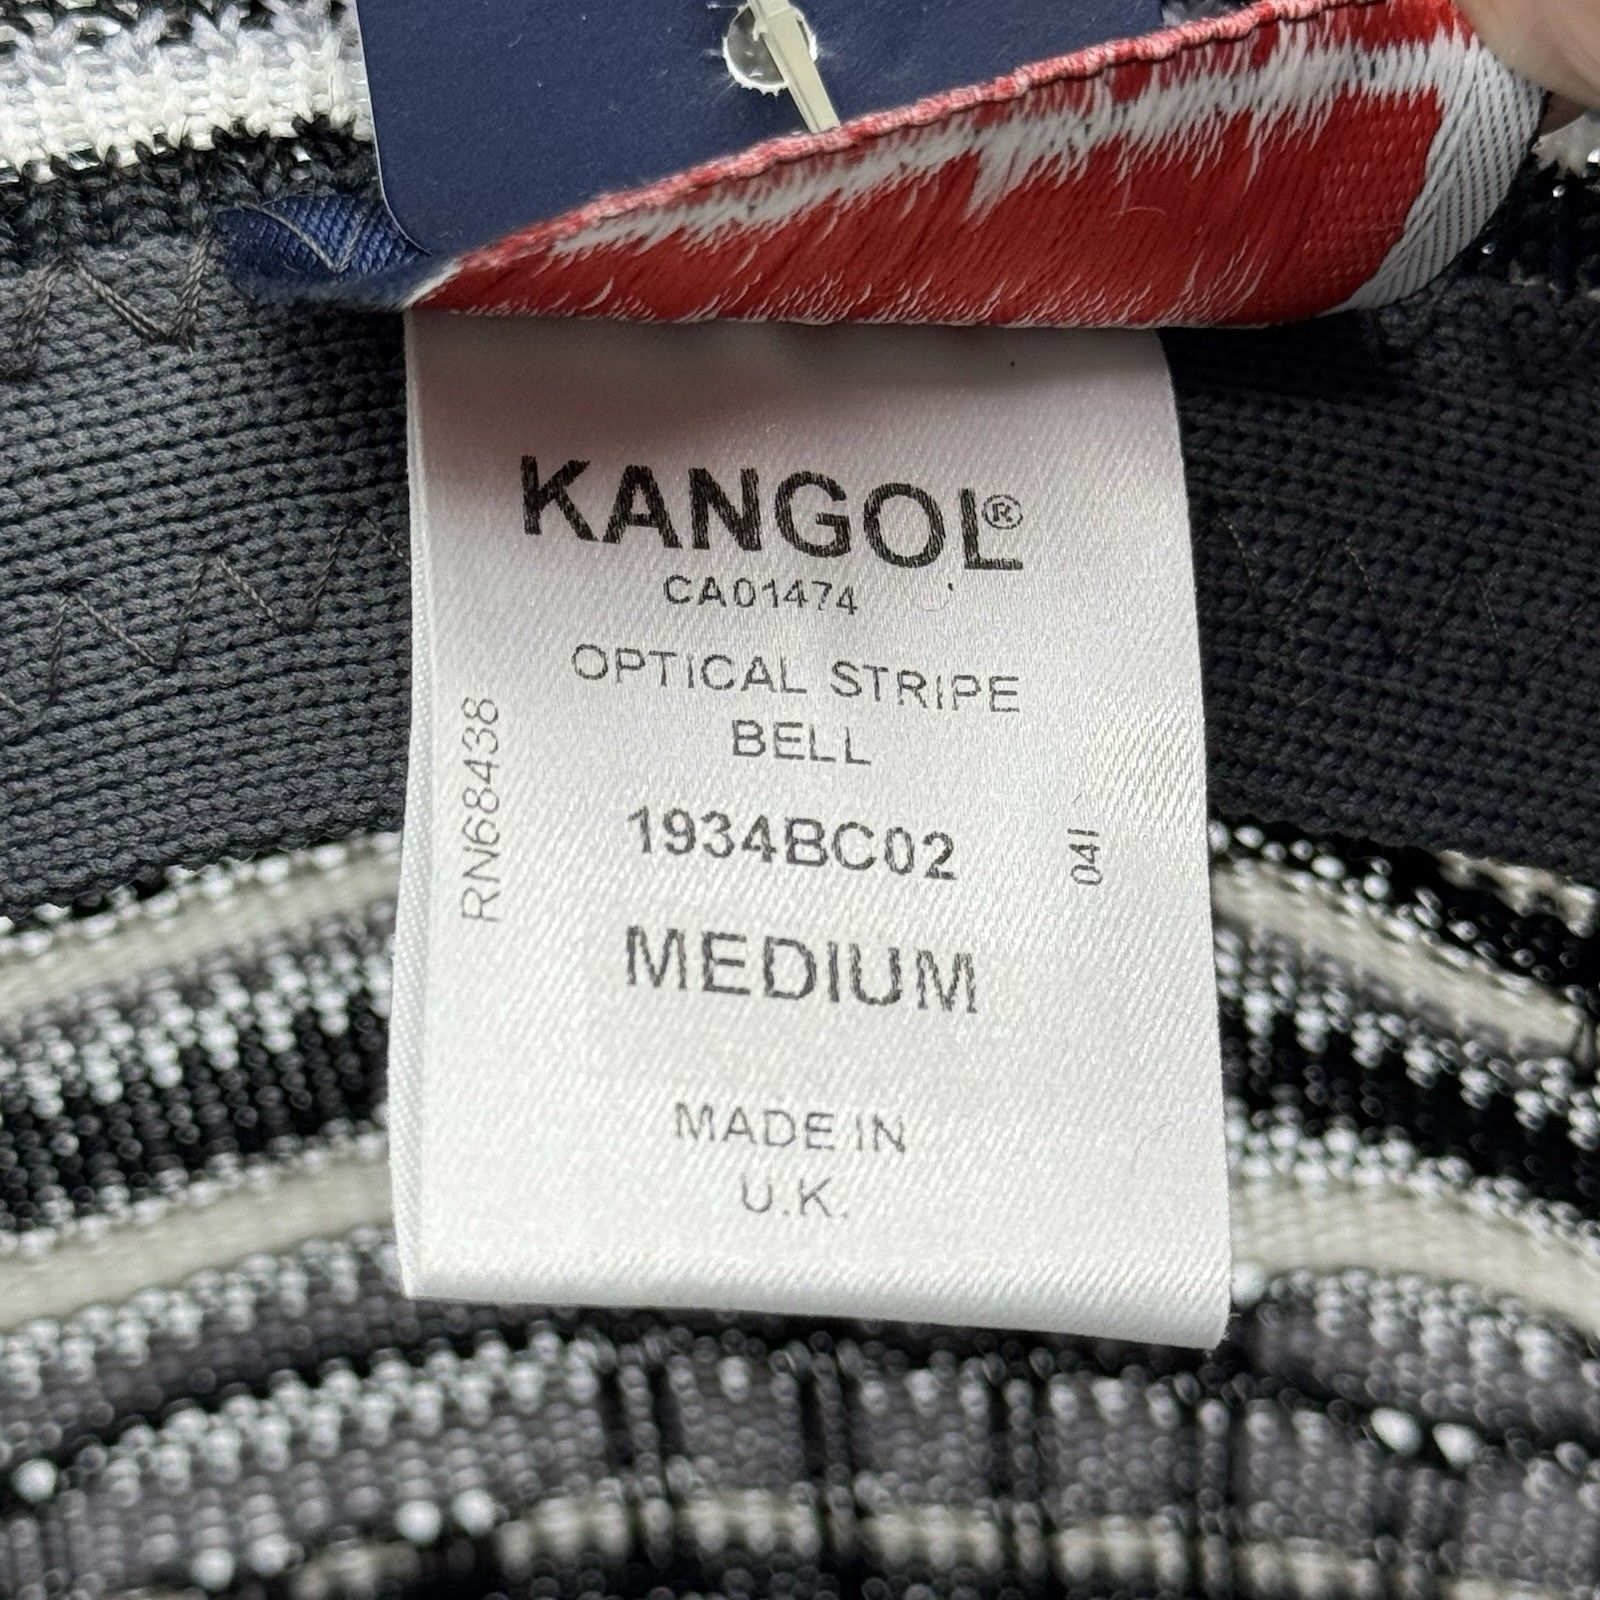 KANGOL®
CA01474
OPTICAL STRIPE
BELL
1934BC02
MEDIUM
MADE IN
U.K.
RN68438
04I